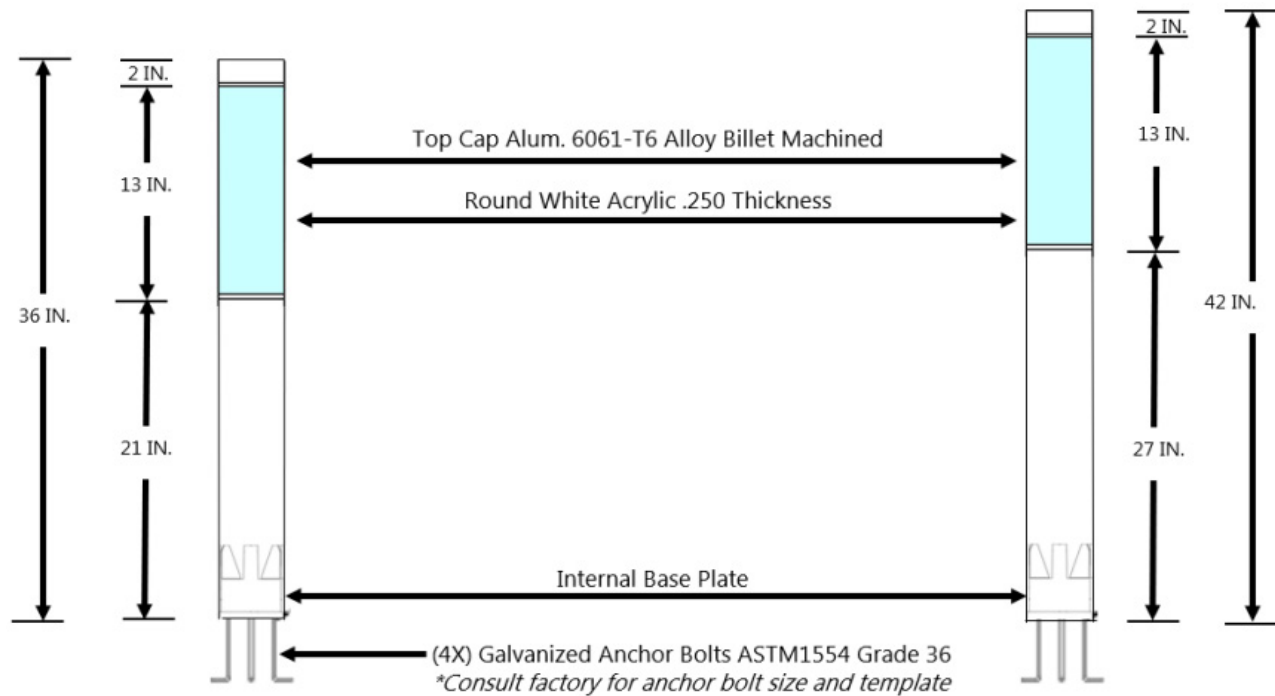 2 IN.
2 IN.
13 IN.
Top Cap Alum. 6061-T6 Alloy Billet Machined
13 IN.
Round White Acrylic .250 Thickness
36 IN.
42 IN.
21 IN.
27 IN.
Internal Base Plate
(4X) Galvanized Anchor Bolts ASTM1554 Grade 36
*Consult factory for anchor bolt size and template